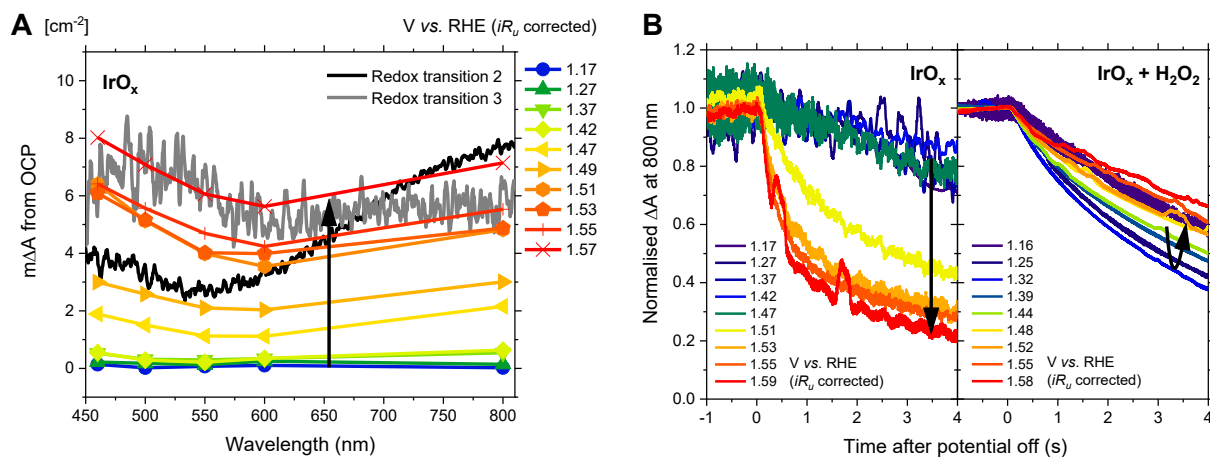 A [cm-2] V vs. RHE (iRu corrected)
IrOx
Redox transition 2
Redox transition 3
1.17
1.27
1.37
1.42
1.47
1.49
1.51
1.53
1.55
1.57
10
8
6
4
2
0
mΔA from OCP
450 500 550 600 650 700 750 800
Wavelength (nm)
B
IrOx
IrOx + H2O2
1.2
1.0
0.8
0.6
0.4
0.2
0.0
Normalised ΔA at 800 nm
1.17
1.27
1.37
1.42
1.47
1.51
1.53
1.55
1.59
V vs. RHE
(iRu corrected)
1.16
1.25
1.32
1.39
1.44
1.48
1.52
1.55
1.58
V vs. RHE
(iRu corrected)
-1 0 1 2 3 4
-1 0 1 2 3 4
Time after potential off (s)